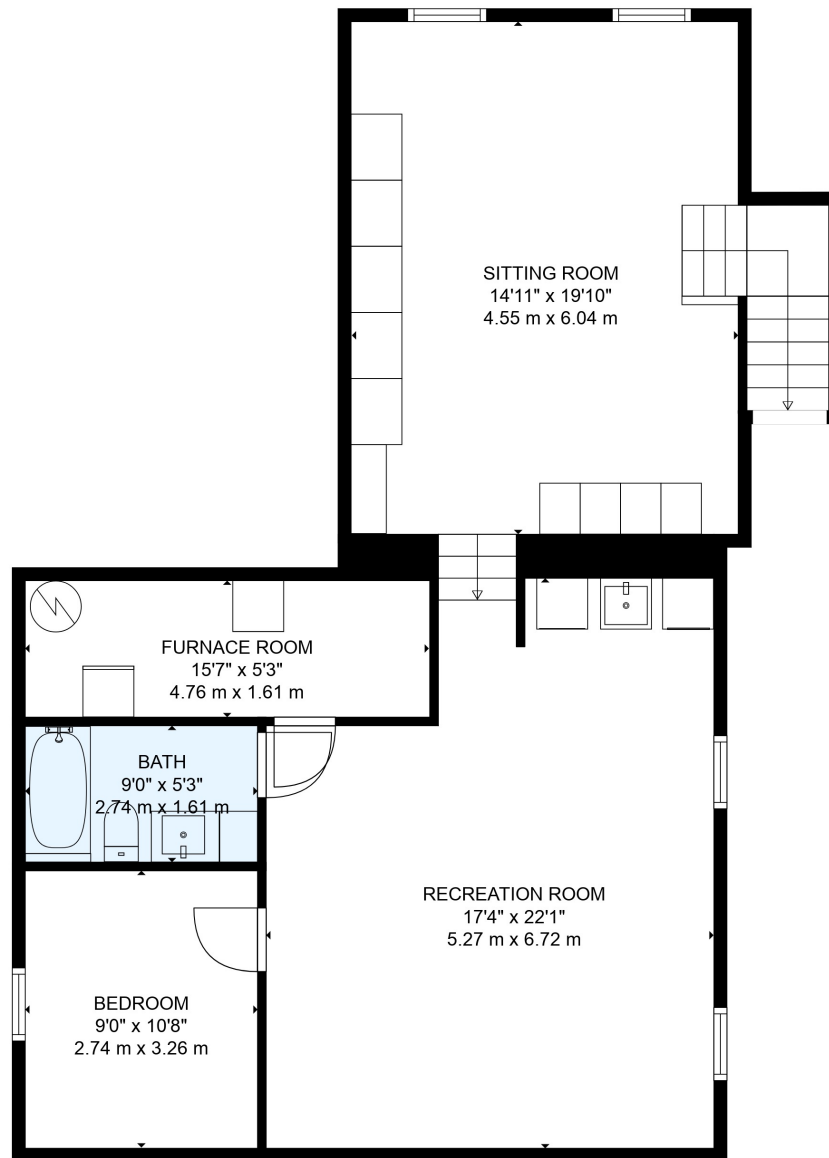 SITTING ROOM
14'11" x 19'10"
4.55 m x 6.04 m
FURNACE ROOM
15'7" x 5'3"
4.76 m x 1.61 m
BATH
9'0" x 5'3"
2.74 m x 1.61 m
RECREATION ROOM
17'4" x 22'1"
5.27 m x 6.72 m
BEDROOM
9'0" x 10'8"
2.74 m x 3.26 m